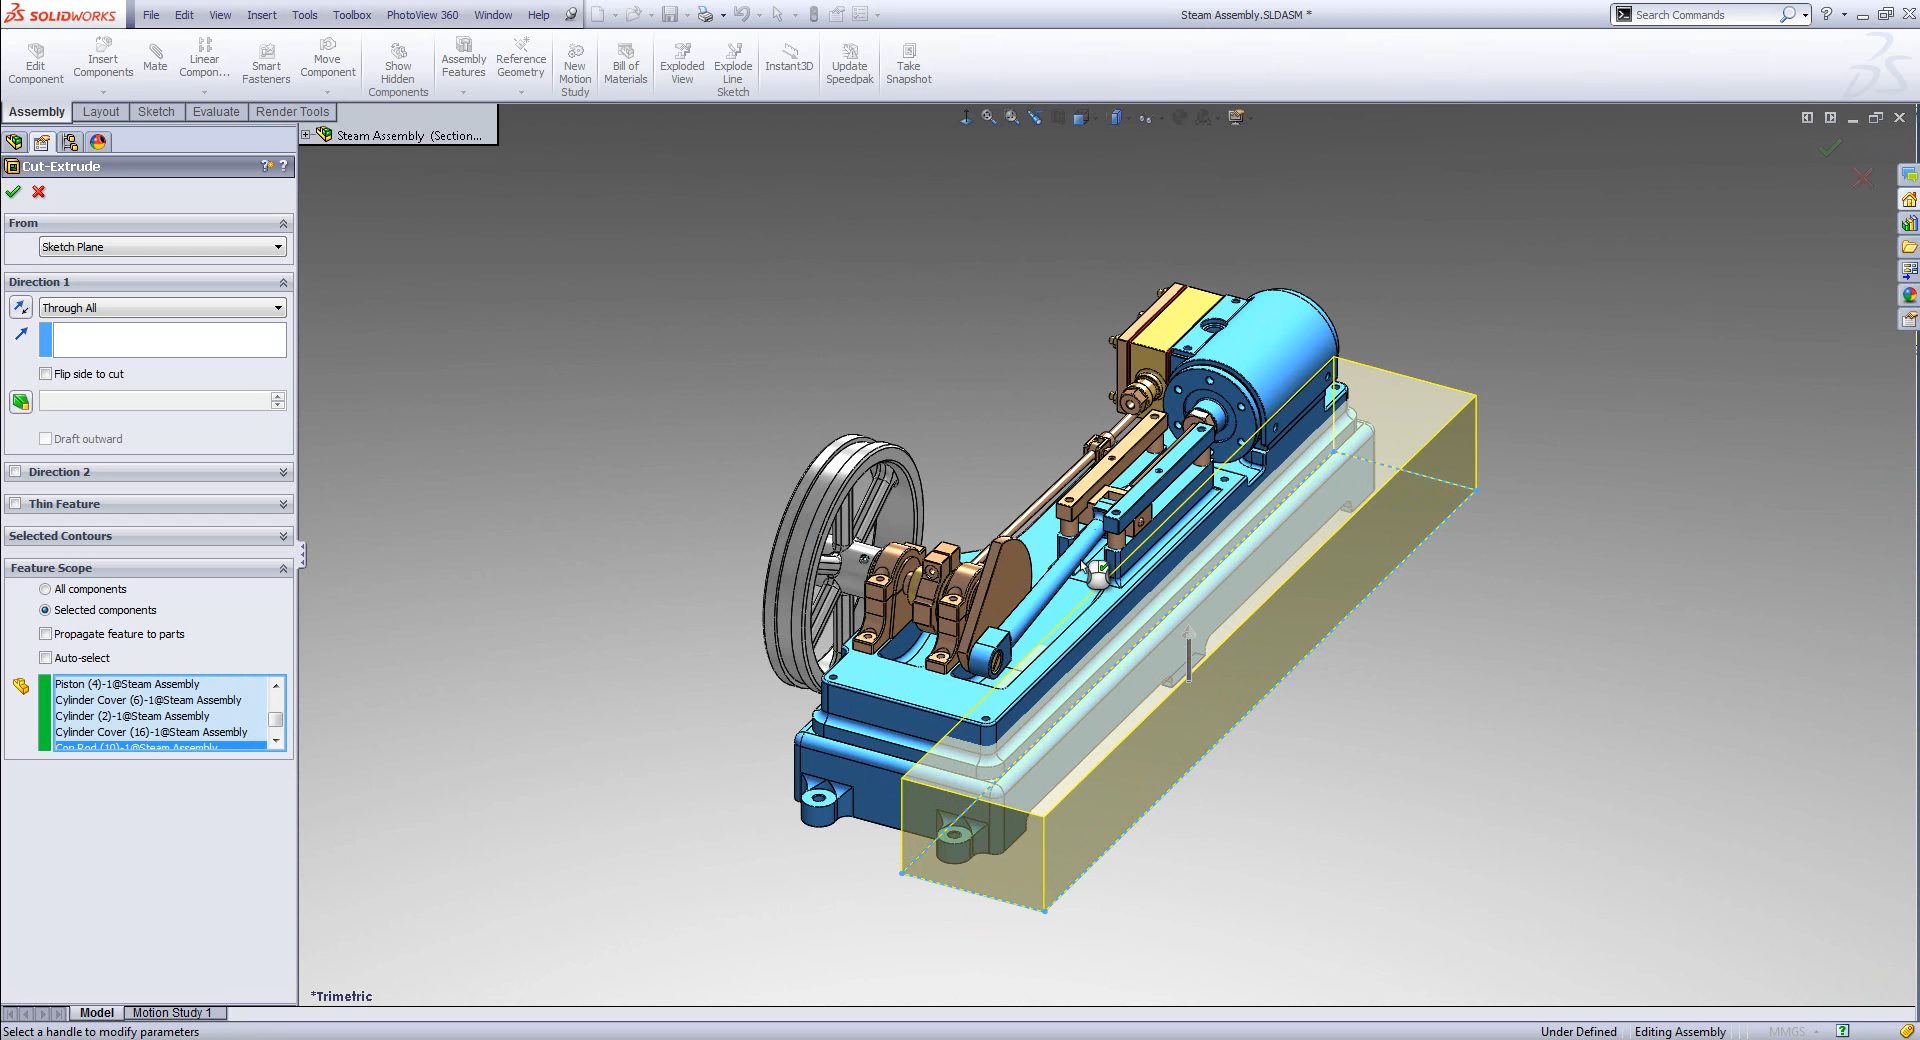 SOLIDWORKS
File Edit View Insert Tools Toolbox PhotoView 360 Window Help
Steam Assembly.SLDASM *
Search Commands
Edit Component
Insert Components
Mate
Linear Compon...
Smart Fasteners
Move Component
Show Hidden Components
Assembly Features
Reference Geometry
New Motion Study
Bill of Materials
Exploded View
Explode Line Sketch
Instant3D
Update Speedpak
Take Snapshot
Assembly Layout Sketch Evaluate Render Tools
Steam Assembly (Section...
Cut-Extrude
From
Sketch Plane
Direction 1
Through All
Flip side to cut
Draft outward
Direction 2
Thin Feature
Selected Contours
Feature Scope
All components
Selected components
Propagate feature to parts
Auto-select
Piston (4)-1@Steam Assembly
Cylinder Cover (6)-1@Steam Assembly
Cylinder (2)-1@Steam Assembly
Cylinder Cover (16)-1@Steam Assembly
Con Rod (10)-1@Steam Assembly
*Trimetric
Model Motion Study 1
Select a handle to modify parameters
Under Defined Editing Assembly MMGS